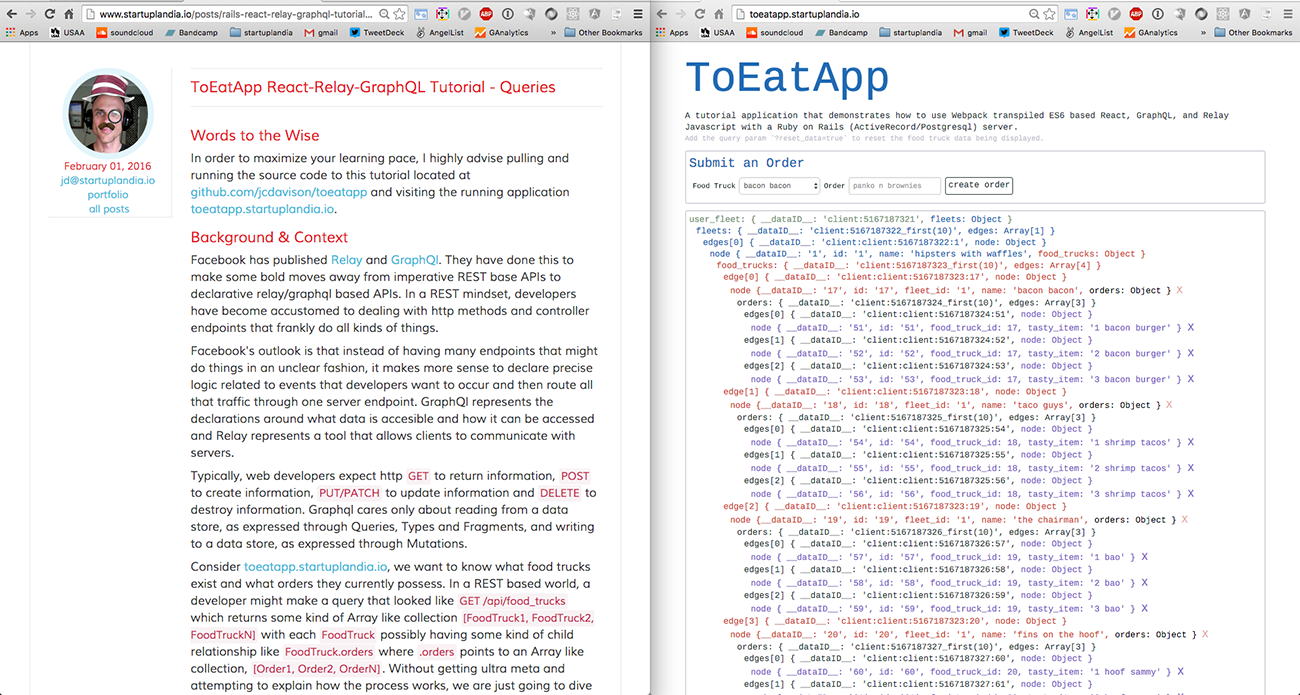 www.startuplandia.io/posts/rails-react-relay-graphql-tutorial...
Apps USAA soundcloud Bandcamp startuplandia gmail TweetDeck AngelList GAnalytics » Other Bookmarks
ToEatApp React-Relay-GraphQL Tutorial - Queries
February 01, 2016
jd@startuplandia.io
portfolio
all posts
Words to the Wise
In order to maximize your learning pace, I highly advise pulling and
running the source code to this tutorial located at
github.com/jcdavison/toeatapp and visiting the running application
toeatapp.startuplandia.io.
Background & Context
Facebook has published Relay and GraphQl. They have done this to
make some bold moves away from imperative REST base APIs to
declarative relay/graphql based APIs. In a REST mindset, developers
have become accustomed to dealing with http methods and controller
endpoints that frankly do all kinds of things.
Facebook's outlook is that instead of having many endpoints that might
do things in an unclear fashion, it makes more sense to declare precise
logic related to events that developers want to occur and then route all
that traffic through one server endpoint. GraphQl represents the
declarations around what data is accesible and how it can be accessed
and Relay represents a tool that allows clients to communicate with
servers.
Typically, web developers expect http GET to return information, POST
to create information, PUT/PATCH to update information and DELETE to
destroy information. Graphql cares only about reading from a data
store, as expressed through Queries, Types and Fragments, and writing
to a data store, as expressed through Mutations.
Consider toeatapp.startuplandia.io, we want to know what food trucks
exist and what orders they currently possess. In a REST based world, a
developer might make a query that looked like GET /api/food_trucks
which returns some kind of Array like collection [FoodTruck1, FoodTruck2,
FoodTruckN] with each FoodTruck possibly having some kind of child
relationship like FoodTruck.orders where .orders points to an Array like
collection, [Order1, Order2, OrderN]. Without getting ultra meta and
attempting to explain how the process works, we are just going to dive
toeatapp.startuplandia.io
Apps USAA soundcloud Bandcamp startuplandia gmail TweetDeck AngelList GAnalytics » Other Bookmarks
ToEatApp
A tutorial application that demonstrates how to use Webpack transpiled ES6 based React, GraphQL, and Relay
Javascript with a Ruby on Rails (ActiveRecord/Postgresql) server.
Add the query param `?reset_data=true` to reset the food truck data being displayed.
Submit an Order
Food Truck bacon bacon Order panko n brownies create order
user_fleet: { __dataID__: 'client:5167187321', fleets: Object }
fleets: { __dataID__: 'client:5167187322_first(10)', edges: Array[1] }
edges[0] { __dataID__: 'client:client:5167187322:1', node: Object }
node { __dataID__: '1', id: '1', name: 'hipsters with waffles', food_trucks: Object }
food_trucks: { __dataID__: 'client:5167187323_first(10)', edges: Array[4] }
edge[0] { __dataID__: 'client:client:5167187323:17', node: Object }
node {__dataID__: '17', id: '17', fleet_id: '1', name: 'bacon bacon', orders: Object } X
orders: { __dataID__: 'client:5167187324_first(10)', edges: Array[3] }
edges[0] { __dataID__: 'client:client:5167187324:51', node: Object }
node { __dataID__: '51', id: '51', food_truck_id: 17, tasty_item: '1 bacon burger' } X
edges[1] { __dataID__: 'client:client:5167187324:52', node: Object }
node { __dataID__: '52', id: '52', food_truck_id: 17, tasty_item: '2 bacon burger' } X
edges[2] { __dataID__: 'client:client:5167187324:53', node: Object }
node { __dataID__: '53', id: '53', food_truck_id: 17, tasty_item: '3 bacon burger' } X
edge[1] { __dataID__: 'client:client:5167187323:18', node: Object }
node {__dataID__: '18', id: '18', fleet_id: '1', name: 'taco guys', orders: Object } X
orders: { __dataID__: 'client:5167187325_first(10)', edges: Array[3] }
edges[0] { __dataID__: 'client:client:5167187325:54', node: Object }
node { __dataID__: '54', id: '54', food_truck_id: 18, tasty_item: '1 shrimp tacos' } X
edges[1] { __dataID__: 'client:client:5167187325:55', node: Object }
node { __dataID__: '55', id: '55', food_truck_id: 18, tasty_item: '2 shrimp tacos' } X
edges[2] { __dataID__: 'client:client:5167187325:56', node: Object }
node { __dataID__: '56', id: '56', food_truck_id: 18, tasty_item: '3 shrimp tacos' } X
edge[2] { __dataID__: 'client:client:5167187323:19', node: Object }
node {__dataID__: '19', id: '19', fleet_id: '1', name: 'the chairman', orders: Object } X
orders: { __dataID__: 'client:5167187326_first(10)', edges: Array[3] }
edges[0] { __dataID__: 'client:client:5167187326:57', node: Object }
node { __dataID__: '57', id: '57', food_truck_id: 19, tasty_item: '1 bao' } X
edges[1] { __dataID__: 'client:client:5167187326:58', node: Object }
node { __dataID__: '58', id: '58', food_truck_id: 19, tasty_item: '2 bao' } X
edges[2] { __dataID__: 'client:client:5167187326:59', node: Object }
node { __dataID__: '59', id: '59', food_truck_id: 19, tasty_item: '3 bao' } X
edge[3] { __dataID__: 'client:client:5167187323:20', node: Object }
node {__dataID__: '20', id: '20', fleet_id: '1', name: 'fins on the hoof', orders: Object } X
orders: { __dataID__: 'client:5167187327_first(10)', edges: Array[3] }
edges[0] { __dataID__: 'client:client:5167187327:60', node: Object }
node { __dataID__: '60', id: '60', food_truck_id: 20, tasty_item: '1 hoof sammy' } X
edges[1] { __dataID__: 'client:client:5167187327:61', node: Object }